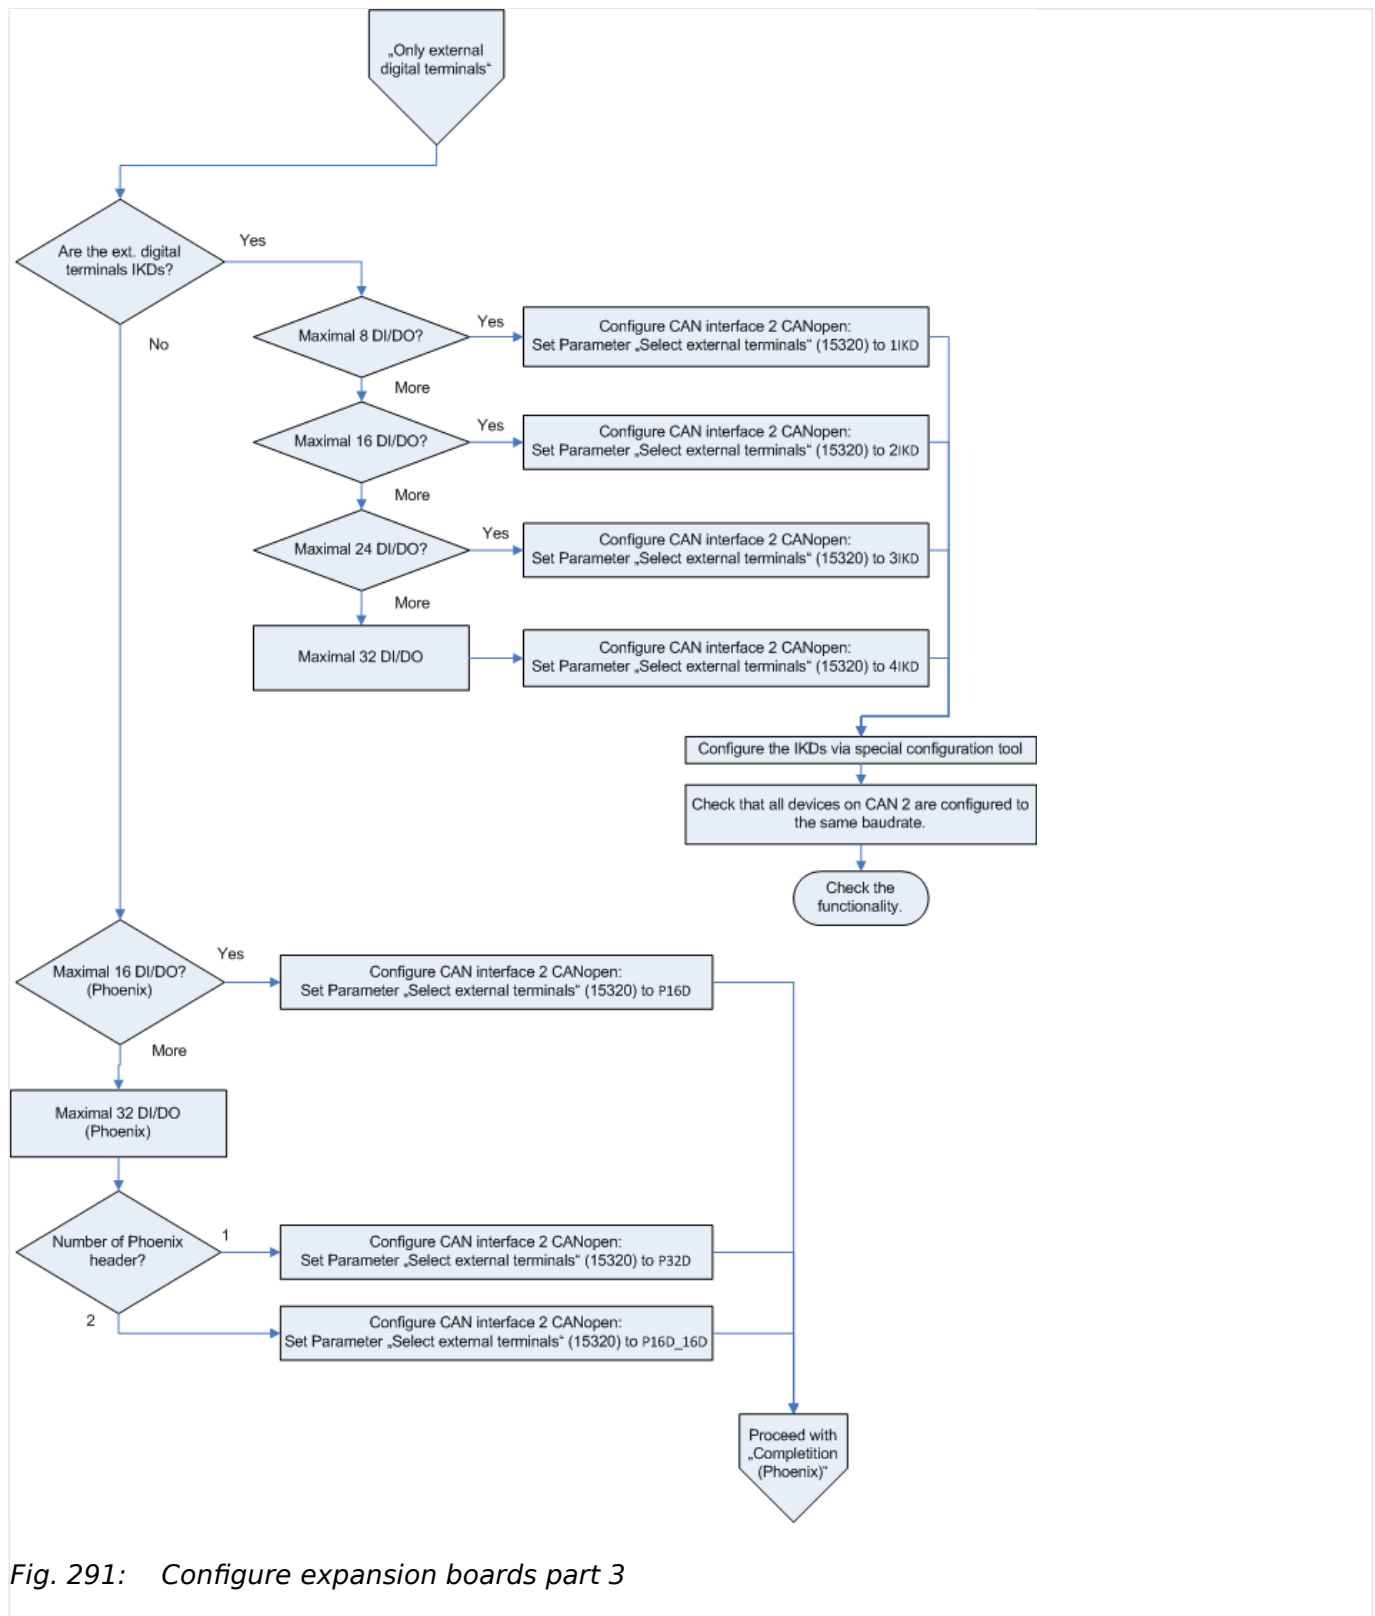 „Only external
digital terminals“
Are the ext. digital
terminals IKDs?
Yes
No
Maximal 8 DI/DO?
Yes
Configure CAN interface 2 CANopen:
Set Parameter „Select external terminals“ (15320) to 1IKD
More
Maximal 16 DI/DO?
Yes
Configure CAN interface 2 CANopen:
Set Parameter „Select external terminals“ (15320) to 2IKD
More
Maximal 24 DI/DO?
Yes
Configure CAN interface 2 CANopen:
Set Parameter „Select external terminals“ (15320) to 3IKD
More
Maximal 32 DI/DO
Configure CAN interface 2 CANopen:
Set Parameter „Select external terminals“ (15320) to 4IKD
Configure the IKDs via special configuration tool
Check that all devices on CAN 2 are configured to
the same baudrate.
Check the
functionality.
Maximal 16 DI/DO?
(Phoenix)
Yes
Configure CAN interface 2 CANopen:
Set Parameter „Select external terminals“ (15320) to P16D
More
Maximal 32 DI/DO
(Phoenix)
Number of Phoenix
header?
1
Configure CAN interface 2 CANopen:
Set Parameter „Select external terminals“ (15320) to P32D
2
Configure CAN interface 2 CANopen:
Set Parameter „Select external terminals“ (15320) to P16D_16D
Proceed with
„Completition
(Phoenix)“
Fig. 291: Configure expansion boards part 3